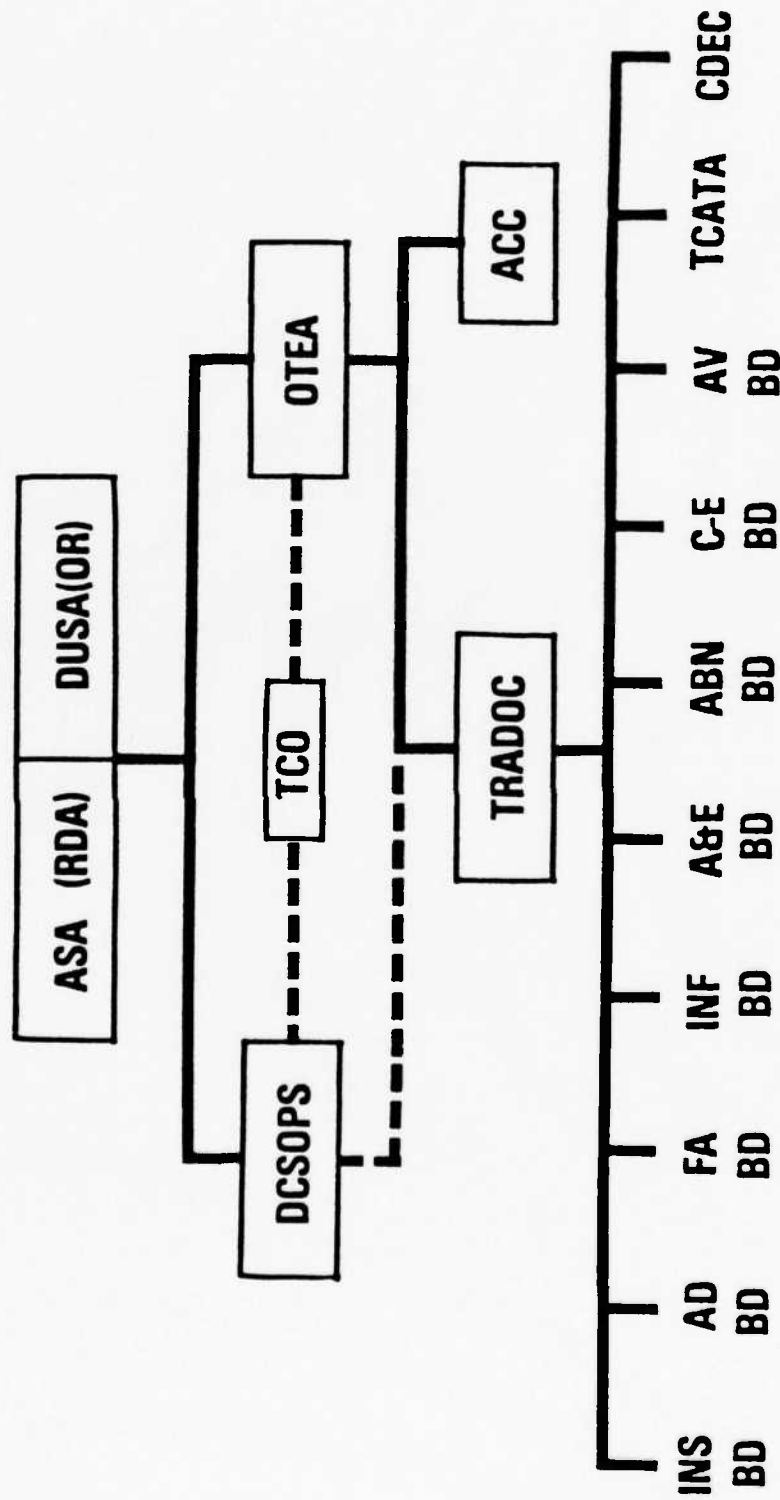 ASA (RDA) DUSA(OR)
DCSOPS
TCO
OTEA
TRADOC
ACC
INS BD
AD BD
FA BD
INF BD
A&E BD
ABN BD
C-E BD
AV BD
TCATA
CDEC